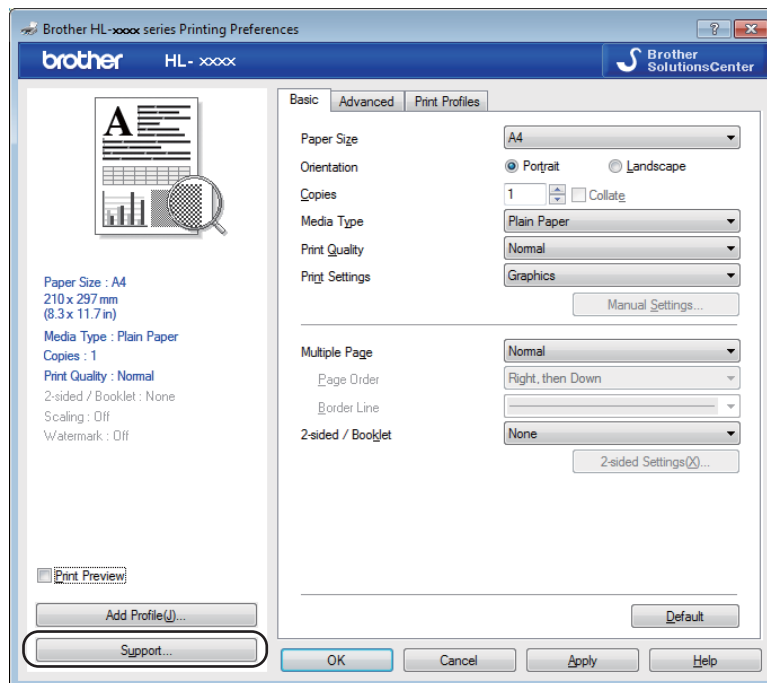 Brother HL-xxxx series Printing Preferences
?
x
brother HL- xxxx
Brother
SolutionsCenter
A
Paper Size : A4
210 x 297 mm
(8.3 x 11.7 in)
Media Type : Plain Paper
Copies : 1
Print Quality : Normal
2-sided / Booklet : None
Scaling : Off
Watermark : Off
Print Preview
Add Profile(J)...
Support...
Basic Advanced Print Profiles
Paper Size A4
Orientation Portrait Landscape
Copies 1 Collate
Media Type Plain Paper
Print Quality Normal
Print Settings Graphics
Manual Settings...
Multiple Page Normal
Page Order Right, then Down
Border Line
2-sided / Booklet None
2-sided Settings(X)...
Default
OK Cancel Apply Help